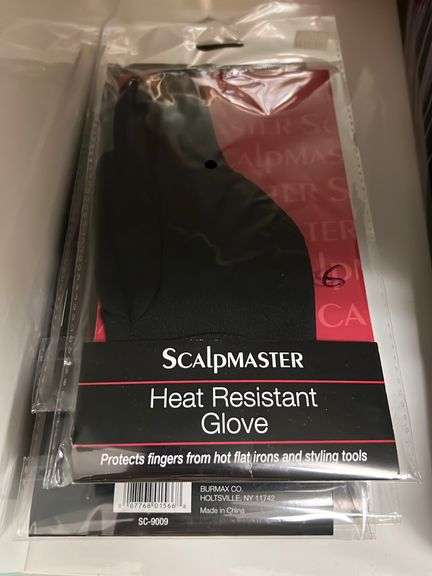 SCALPMASTER
Heat Resistant
Glove
Protects fingers from hot flat irons and styling tools
BURMAX CO.
HOLTSVILLE, NY 11742
Made in China
SC-9009